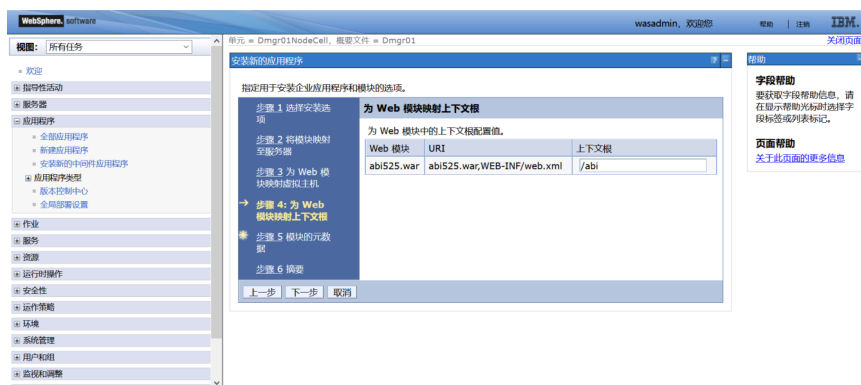 WebSphere. software
wasadmin，欢迎您
帮助 | 注销
IBM.
视图： 所有任务
欢迎
指导性活动
服务器
应用程序
全部应用程序
新建应用程序
安装新的中间件应用程序
应用程序类型
版本控制中心
全局部署设置
作业
服务
资源
运行时操作
安全性
运作策略
环境
系统管理
用户和组
监视和调整
单元 = Dmgr01NodeCell，概要文件 = Dmgr01
关闭页面
安装新的应用程序
? －
指定用于安装企业应用程序和模块的选项。
步骤 1 选择安装选
项
步骤 2 将模块映射
至服务器
步骤 3 为 Web 模
块映射虚拟主机
步骤 4: 为 Web
模块映射上下文根
步骤 5 模块的元数
据
步骤 6 摘要
为 Web 模块映射上下文根
为 Web 模块中的上下文根配置值。
Web 模块 URI 上下文根
abi525.war abi525.war,WEB-INF/web.xml /abi
上一步 下一步 取消
帮助
字段帮助
要获取字段帮助信息，请
在显示帮助光标时选择字
段标签或列表标记。
页面帮助
关于此页面的更多信息